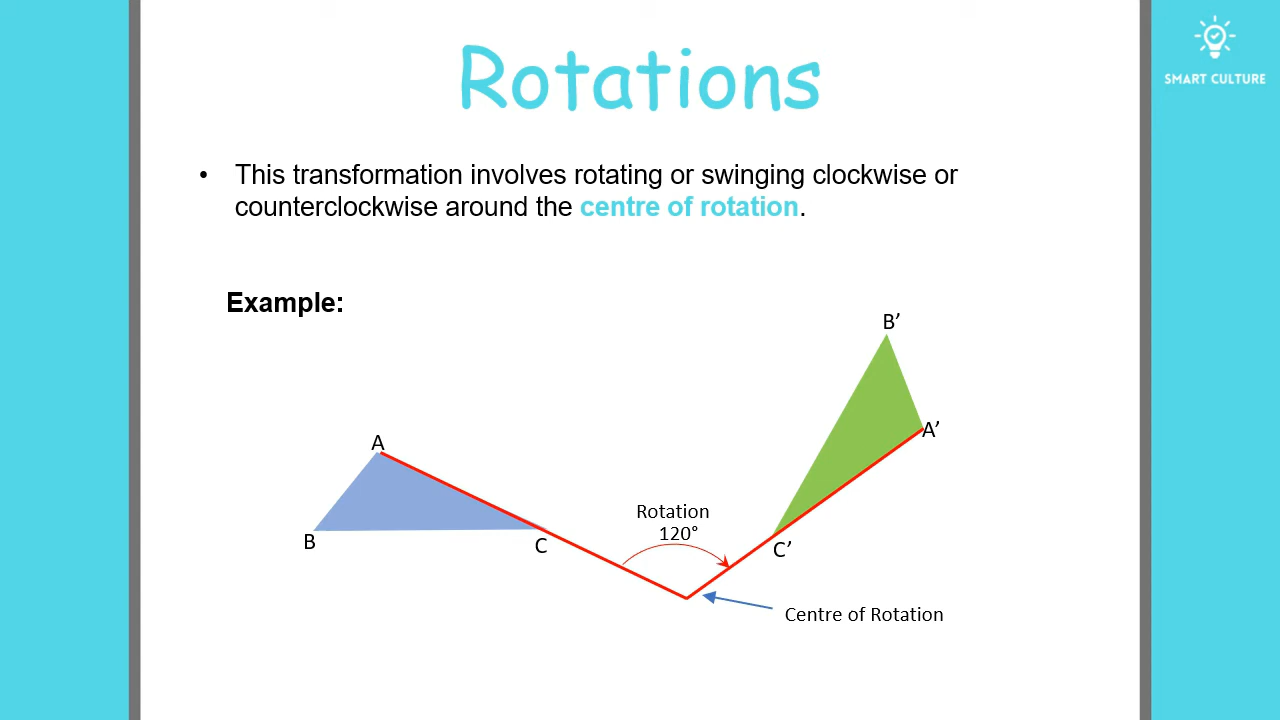 Rotations
SMART CULTURE
• This transformation involves rotating or swinging clockwise or
counterclockwise around the centre of rotation.
Example:
B’
A
A’
Rotation
120°
B
C
C’
Centre of Rotation